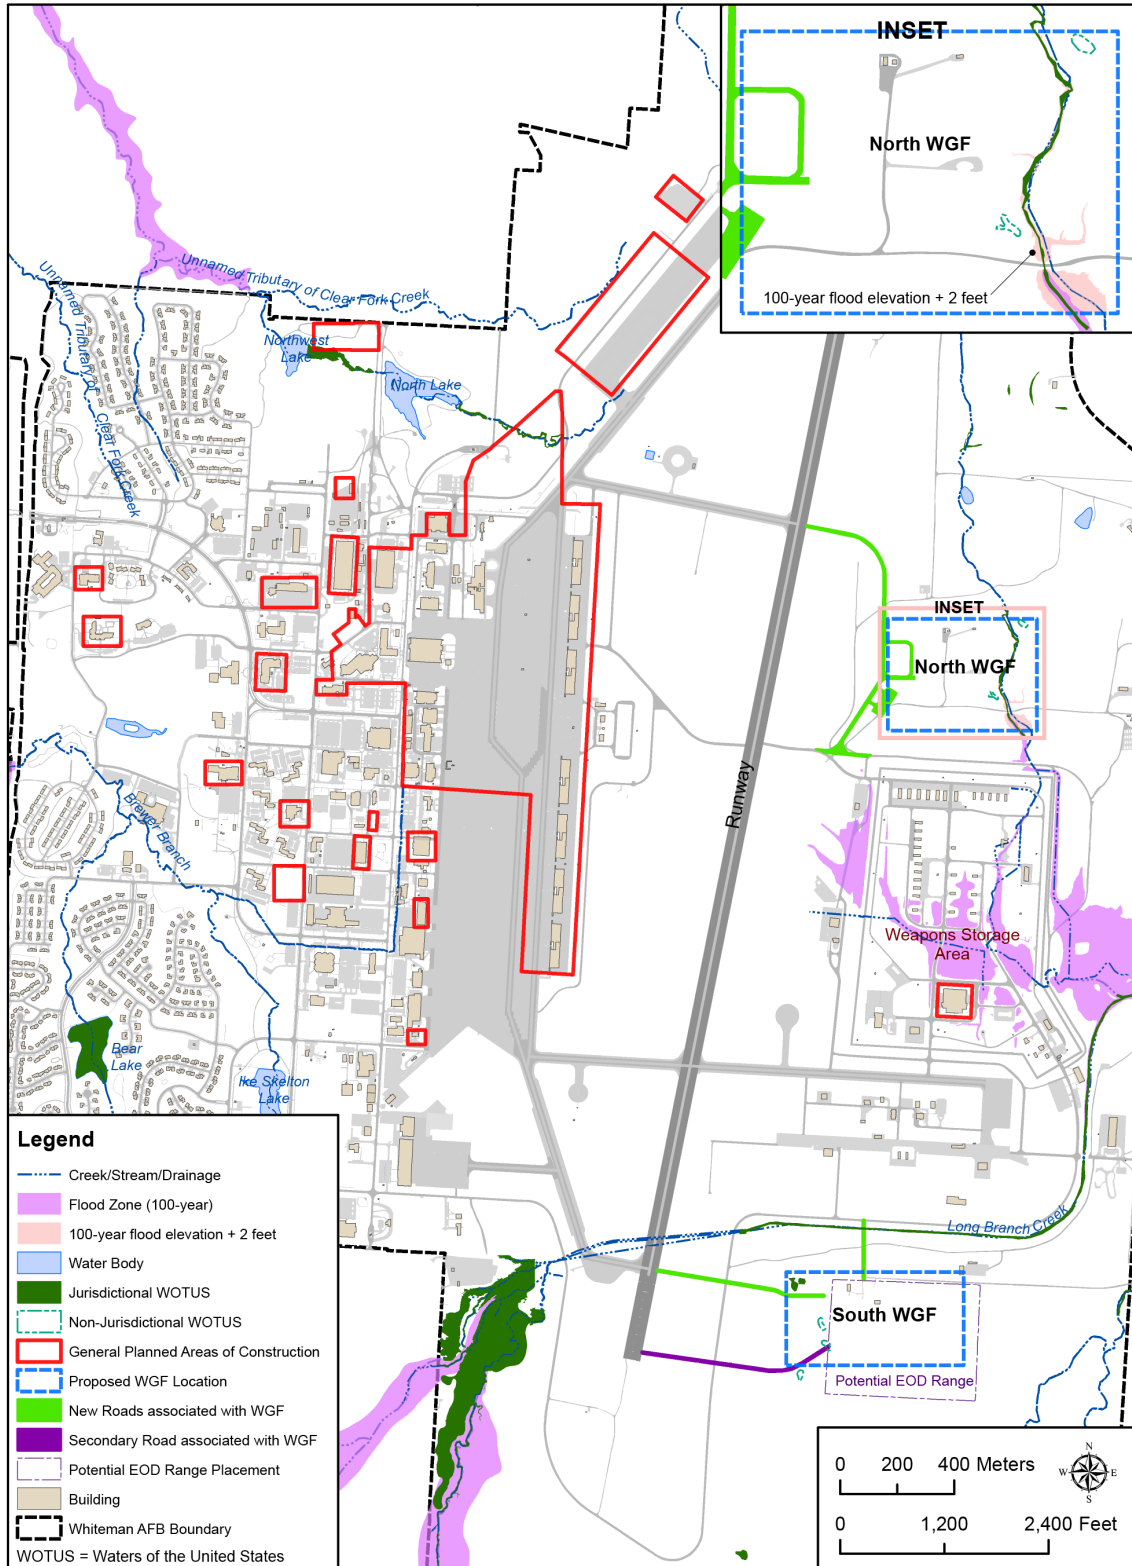 INSET
North WGF
100-year flood elevation + 2 feet
Unnamed Tributary of Clear Fork Creek
Unnamed Tributary of Clear Fork Creek
Northwest
Lake
North Lake
INSET
North WGF
Runway
Brewer Branch
Weapons Storage
Area
Bear
Lake
Ike Skelton
Lake
Long Branch Creek
South WGF
Potential EOD Range
Legend
Creek/Stream/Drainage
Flood Zone (100-year)
100-year flood elevation + 2 feet
Water Body
Jurisdictional WOTUS
Non-Jurisdictional WOTUS
General Planned Areas of Construction
Proposed WGF Location
New Roads associated with WGF
Secondary Road associated with WGF
Potential EOD Range Placement
Building
Whiteman AFB Boundary
WOTUS = Waters of the United States
0 200 400 Meters
0 1,200 2,400 Feet
N
W E
S